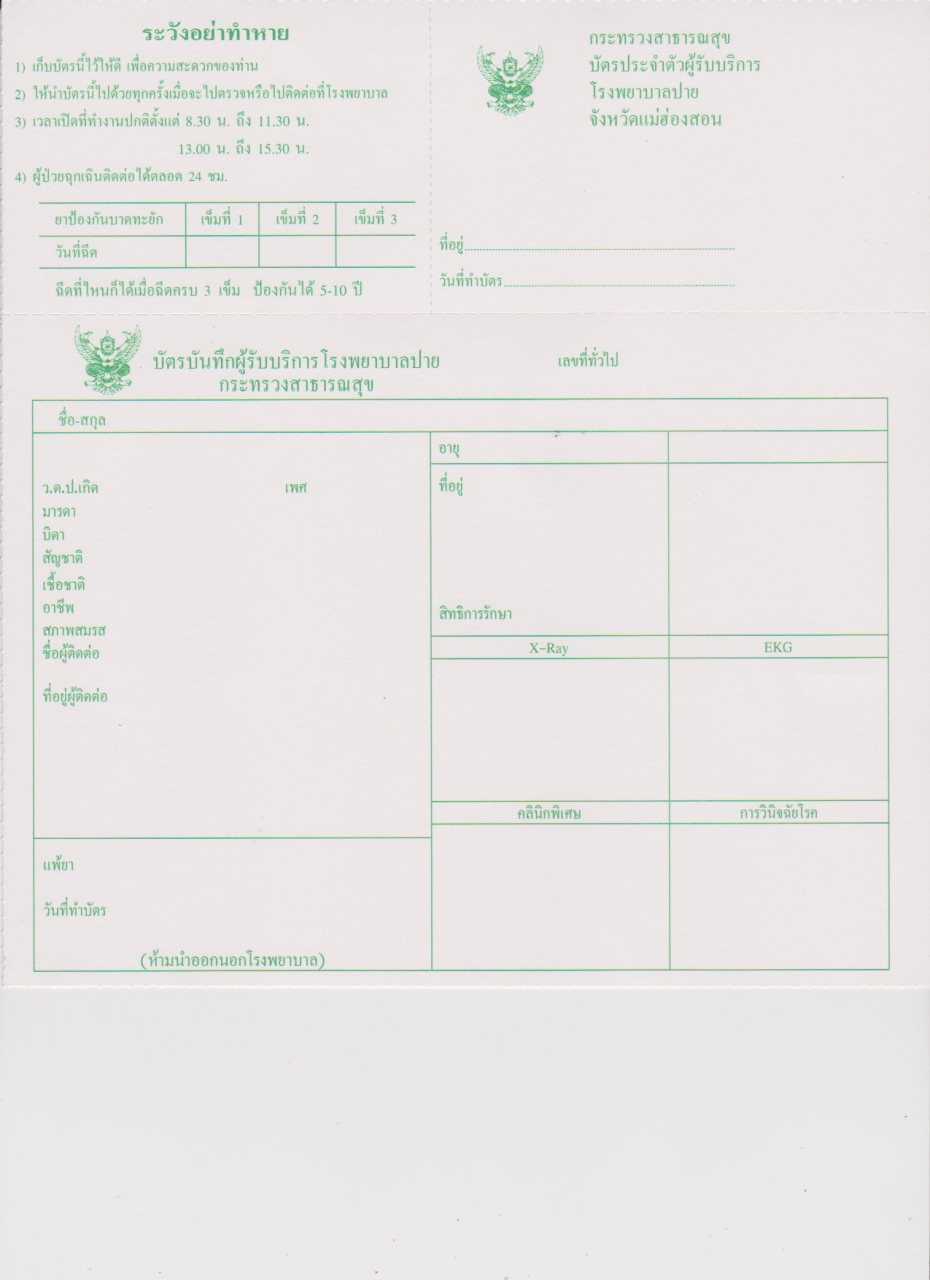 ระวังอย่าทำหาย
1) เก็บบัตรนี้ไว้ให้ดี เพื่อความสะดวกของท่าน
2) ให้นำบัตรนี้ไปด้วยทุกครั้งเมื่อจะไปตรวจหรือไปติดต่อที่โรงพยาบาล
3) เวลาเปิดที่ทำงานปกติตั้งแต่ 8.30 น. ถึง 11.30 น.
13.00 น. ถึง 15.30 น.
4) ผู้ป่วยฉุกเฉินติดต่อได้ตลอด 24 ชม.
ยาป้องกันบาดทะยัก เข็มที่ 1 เข็มที่ 2 เข็มที่ 3
วันที่ฉีด
ฉีดที่ไหนก็ได้เมื่อฉีดครบ 3 เข็ม ป้องกันได้ 5-10 ปี
กระทรวงสาธารณสุข
บัตรประจำตัวผู้รับบริการ
โรงพยาบาลปาย
จังหวัดแม่ฮ่องสอน
ที่อยู่
วันที่ทำบัตร
บัตรบันทึกผู้รับบริการโรงพยาบาลปาย เลขที่ทั่วไป
กระทรวงสาธารณสุข
ชื่อ-สกุล
ว.ด.ป.เกิด เพศ
มารดา
บิดา
สัญชาติ
เชื้อชาติ
อาชีพ
สภาพสมรส
ชื่อผู้ติดต่อ
ที่อยู่ผู้ติดต่อ
แพ้ยา
วันที่ทำบัตร
(ห้ามนำออกนอกโรงพยาบาล)
อายุ
ที่อยู่
สิทธิการรักษา
X-Ray EKG
คลินิกพิเศษ การวินิจฉัยโรค